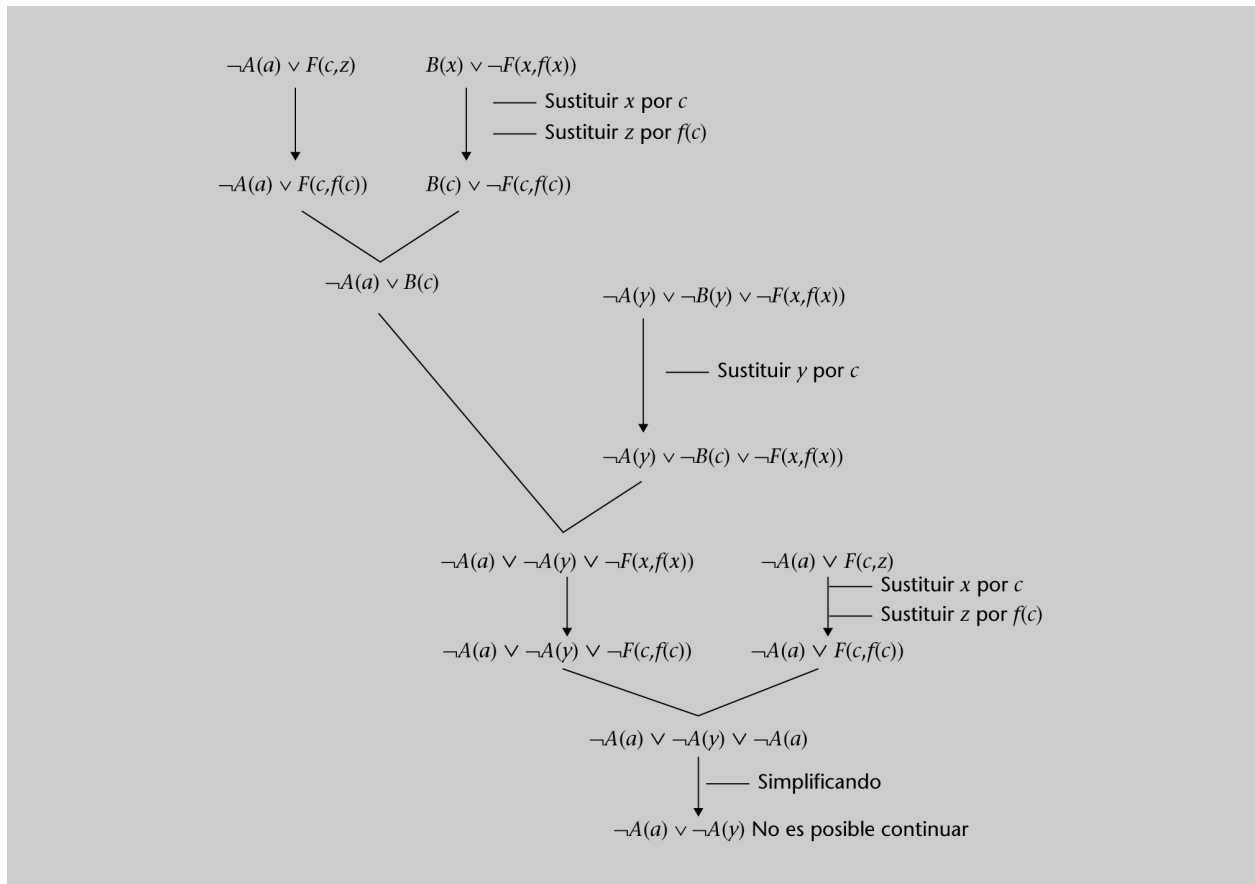 ¬A(a) ∨ F(c,z)    B(x) ∨ ¬F(x,f(x))
Sustituir x por c
Sustituir z por f(c)
¬A(a) ∨ F(c,f(c))    B(c) ∨ ¬F(c,f(c))
¬A(a) ∨ B(c)
¬A(y) ∨ ¬B(y) ∨ ¬F(x,f(x))
Sustituir y por c
¬A(y) ∨ ¬B(c) ∨ ¬F(x,f(x))
¬A(a) ∨ ¬A(y) ∨ ¬F(x,f(x))    ¬A(a) ∨ F(c,z)
Sustituir x por c
Sustituir z por f(c)
¬A(a) ∨ ¬A(y) ∨ ¬F(c,f(c))    ¬A(a) ∨ F(c,f(c))
¬A(a) ∨ ¬A(y) ∨ ¬A(a)
Simplificando
¬A(a) ∨ ¬A(y) No es posible continuar